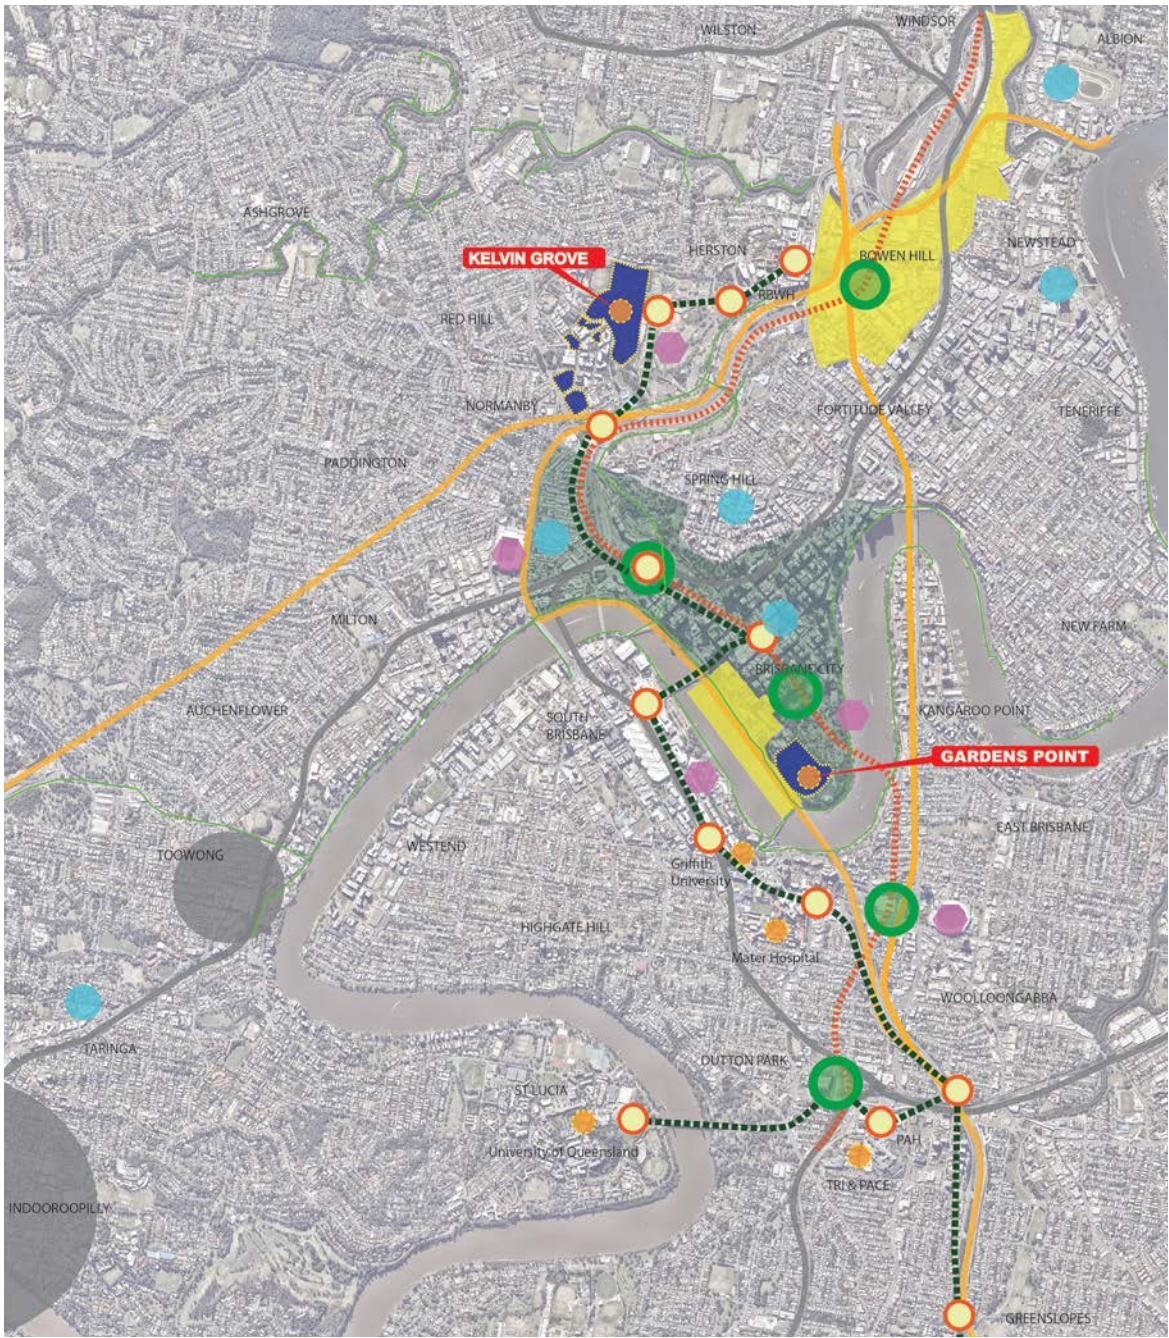 WINDSOR
WILSTON
ALBION
ASHGROVE
NEWSTEAD
HERSTON
BOWEN HILL
KELVIN GROVE
RBWH
RED HILL
NORMANBY
FORTITUDE VALLEY
TENERIFFE
PADDINGTON
SPRING HILL
MILTON
NEW FARM
BRISBANE CITY
AUCHENFLOWER
KANGAROO POINT
SOUTH
BRISBANE
GARDENS POINT
EAST BRISBANE
WESTEND
TOOWONG
Griffith
University
HIGHGATE HILL
Mater Hospital
WOOLLOONGABBA
TARINGA
DUTTON PARK
ST LUCIA
PAH
University of Queensland
TRI & PACE
INDOOROOPILLY
GREENSLOPES